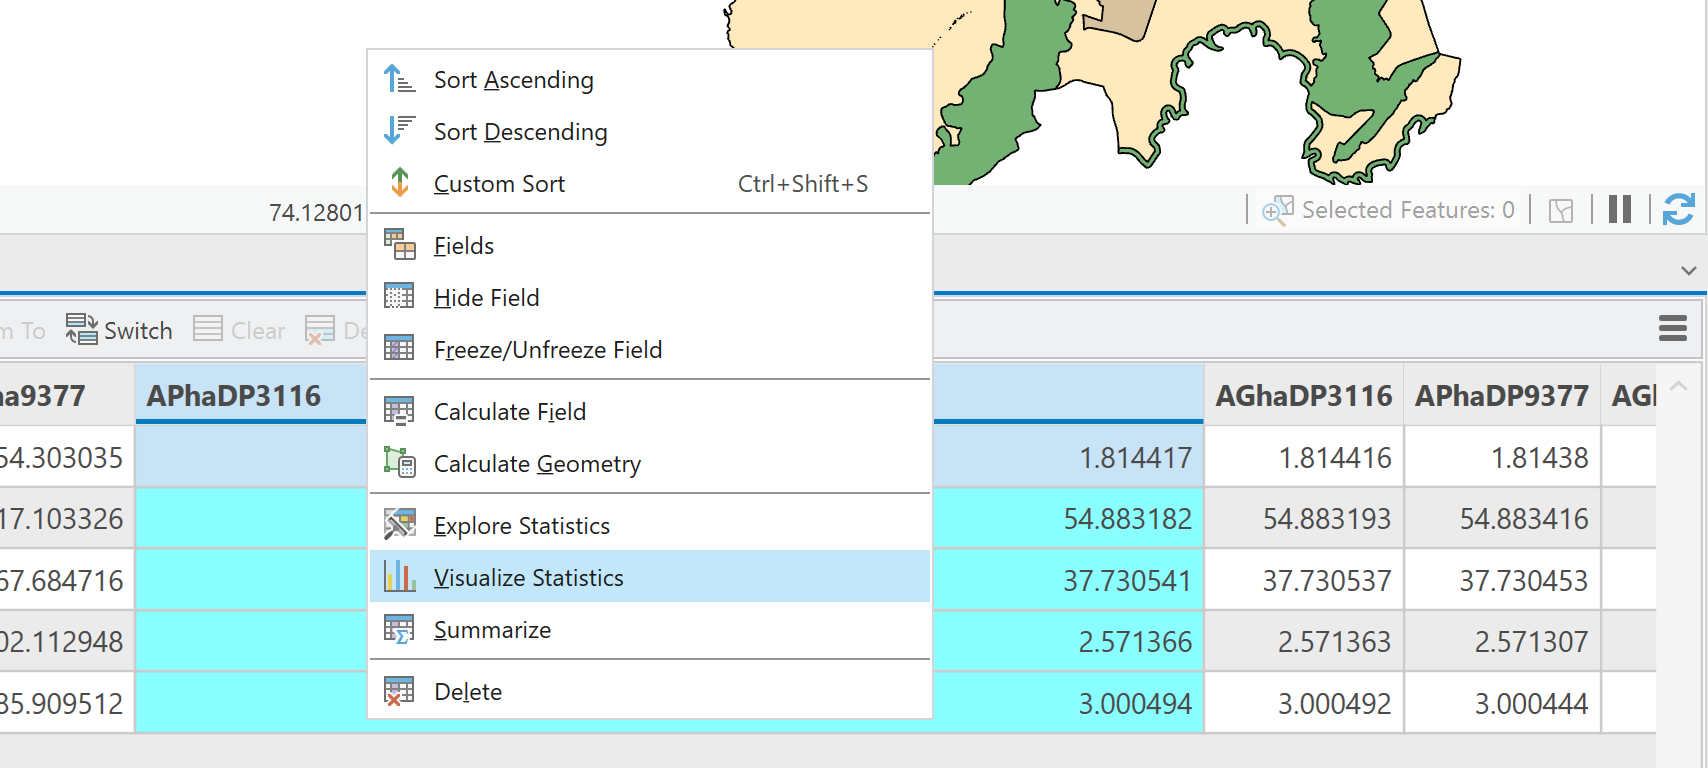 Sort Ascending
Sort Descending
Custom Sort Ctrl+Shift+S
74.12801
Selected Features: 0
Fields
Hide Field
m To Switch Clear De
Freeze/Unfreeze Field
a9377 APhaDP3116 AGhaDP3116 APhaDP9377 AG
Calculate Field
54.303035 1.814417 1.814416 1.81438
Calculate Geometry
17.103326 54.883182 54.883193 54.883416
Explore Statistics
67.684716 37.730541 37.730537 37.730453
Visualize Statistics
02.112948 2.571366 2.571363 2.571307
Summarize
85.909512 3.000494 3.000492 3.000444
Delete